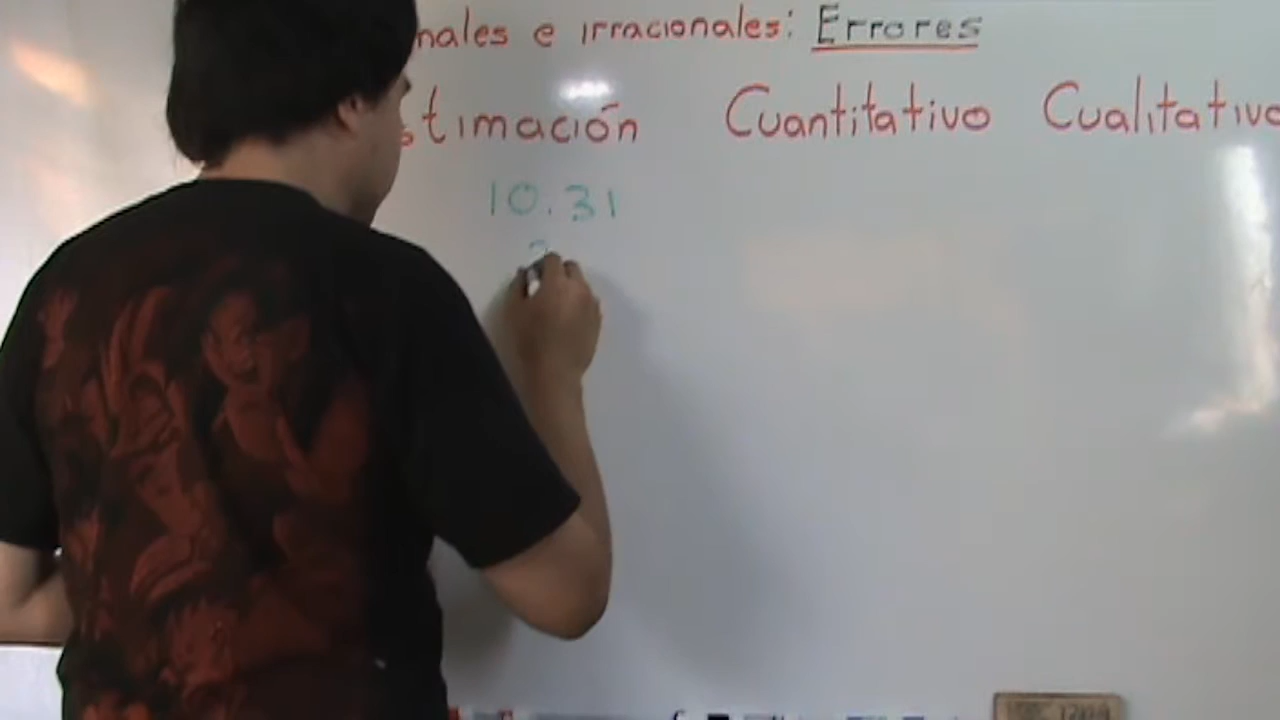 nales e irracionales: Errores
stimación Cuantitativo Cualitativo
10.31